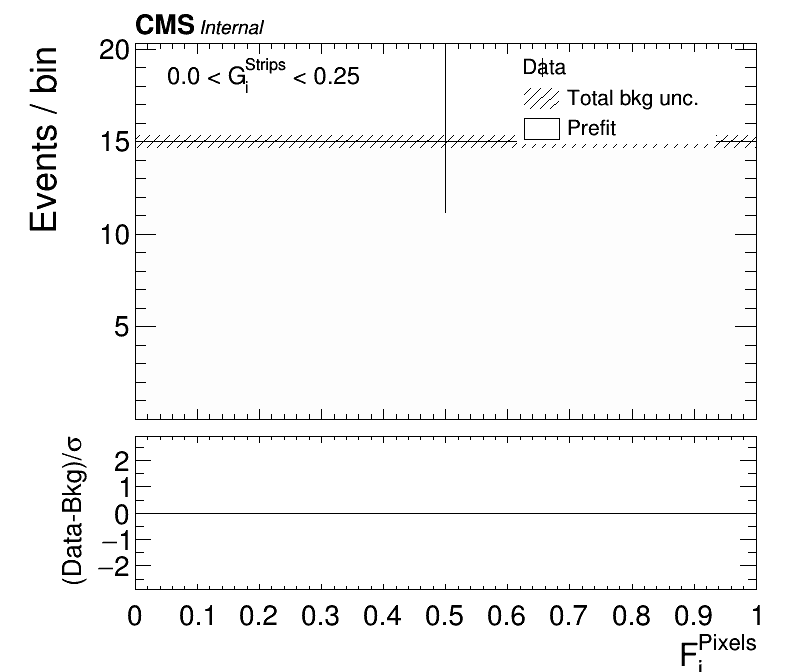 CMS Internal
Events / bin
20
15
10
5
0.0 < G_i^Strips < 0.25
Data
Total bkg unc.
Prefit
(Data-Bkg)/σ
2
1
0
−1
−2
0 0.1 0.2 0.3 0.4 0.5 0.6 0.7 0.8 0.9 1
F_i^Pixels